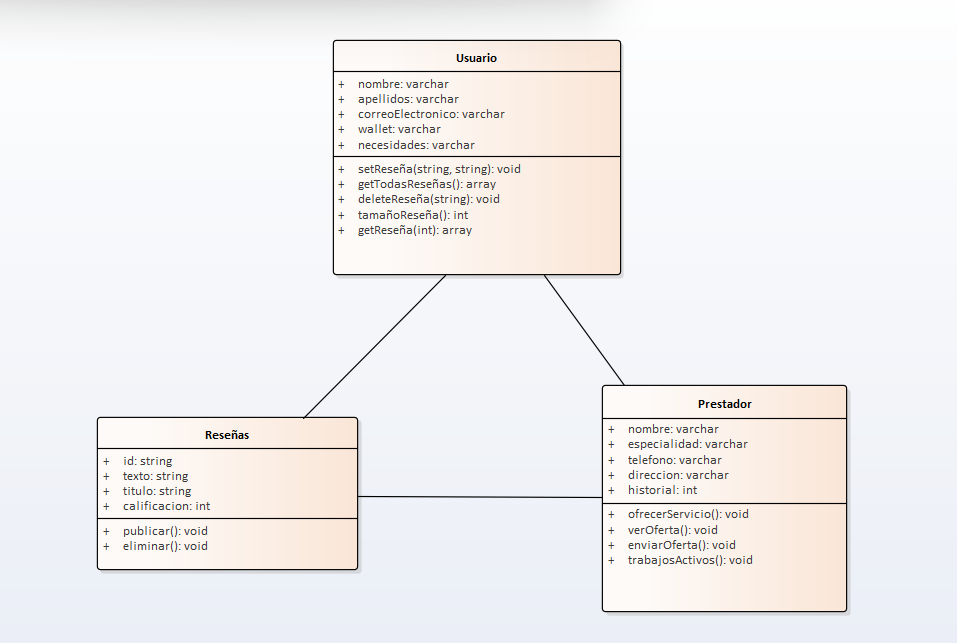 Usuario
+ nombre: varchar
+ apellidos: varchar
+ correoElectronico: varchar
+ wallet: varchar
+ necesidades: varchar
+ setReseña(string, string): void
+ getTodasReseñas(): array
+ deleteReseña(string): void
+ tamañoReseña(): int
+ getReseña(int): array
Reseñas
+ id: string
+ texto: string
+ titulo: string
+ calificacion: int
+ publicar(): void
+ eliminar(): void
Prestador
+ nombre: varchar
+ especialidad: varchar
+ telefono: varchar
+ direccion: varchar
+ historial: int
+ ofrecerServicio(): void
+ verOferta(): void
+ enviarOferta(): void
+ trabajosActivos(): void